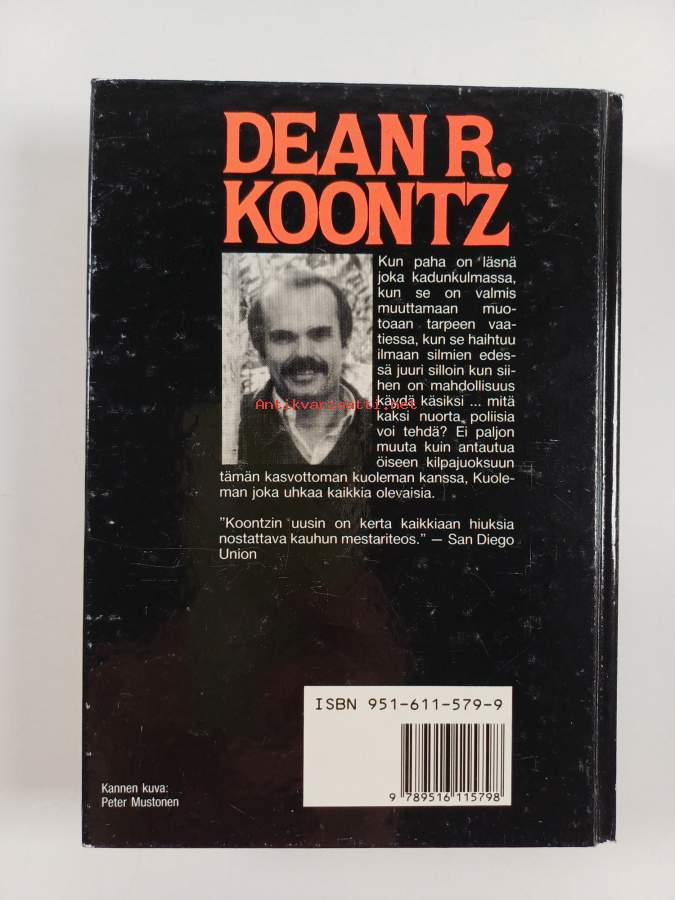 DEAN R.
KOONTZ
Kun paha on läsnä
joka kadunkulmassa,
kun se on valmis
muuttamaan muo-
toaan tarpeen vaa-
tiessa, kun se haihtuu
ilmaan silmien edes-
sä juuri silloin kun sii-
hen on mahdollisuus
käydä käsiksi ... mitä
kaksi nuorta poliisia
voi tehdä? Ei paljon
muuta kuin antautua
öiseen kilpajuoksuun
tämän kasvottoman kuoleman kanssa, Kuole-
man joka uhkaa kaikkia olevaisia.
Antikvariaatti.net
”Koontzin uusin on kerta kaikkiaan hiuksia
nostattava kauhun mestariteos.” — San Diego
Union
ISBN 951-611-579-9
9 789516 115798
Kannen kuva:
Peter Mustonen